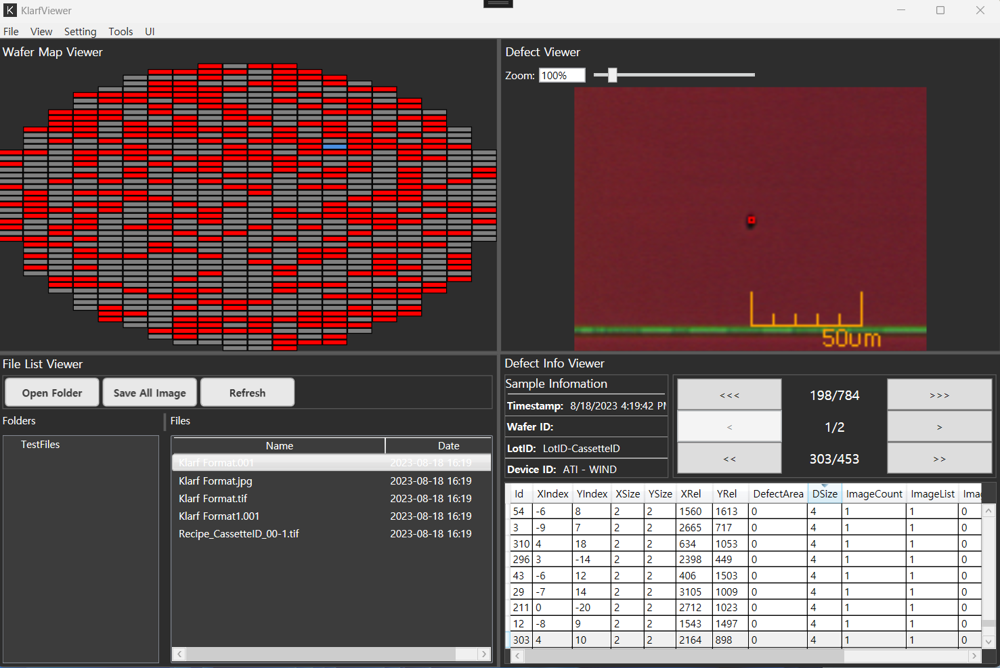 KlarfViewer
File View Setting Tools UI
Wafer Map Viewer
Defect Viewer
Zoom: 100%
50um
File List Viewer
Open Folder Save All Image Refresh
Folders
TestFiles
Files
Name Date
Klarf Format.001 2023-08-18 16:19
Klarf Format.jpg 2023-08-18 16:19
Klarf Format.tif 2023-08-18 16:19
Klarf Format1.001 2023-08-18 16:19
Recipe_CassetteID_00-1.tif 2023-08-18 16:19
Defect Info Viewer
Sample Infomation
Timestamp: 8/18/2023 4:19:42 PM
Wafer ID:
LotID: LotID-CassetteID
Device ID: ATI - WIND
<<< 198/784 >>>
< 1/2 >
<< 303/453 >>
Id XIndex YIndex XSize YSize XRel YRel DefectArea DSize ImageCount ImageList Imag
54 -6 8 2 2 1560 1613 0 4 1 1 0
3 -9 7 2 2 2665 717 0 4 1 1 0
310 4 18 2 2 634 1053 0 4 1 1 0
296 3 -14 2 2 2398 449 0 4 1 1 0
43 -6 12 2 2 406 1503 0 4 1 1 0
29 -7 14 2 2 3105 1009 0 4 1 1 0
211 0 -20 2 2 2712 1023 0 4 1 1 0
12 -8 9 2 2 1543 1497 0 4 1 1 0
303 4 10 2 2 2164 898 0 4 1 1 0